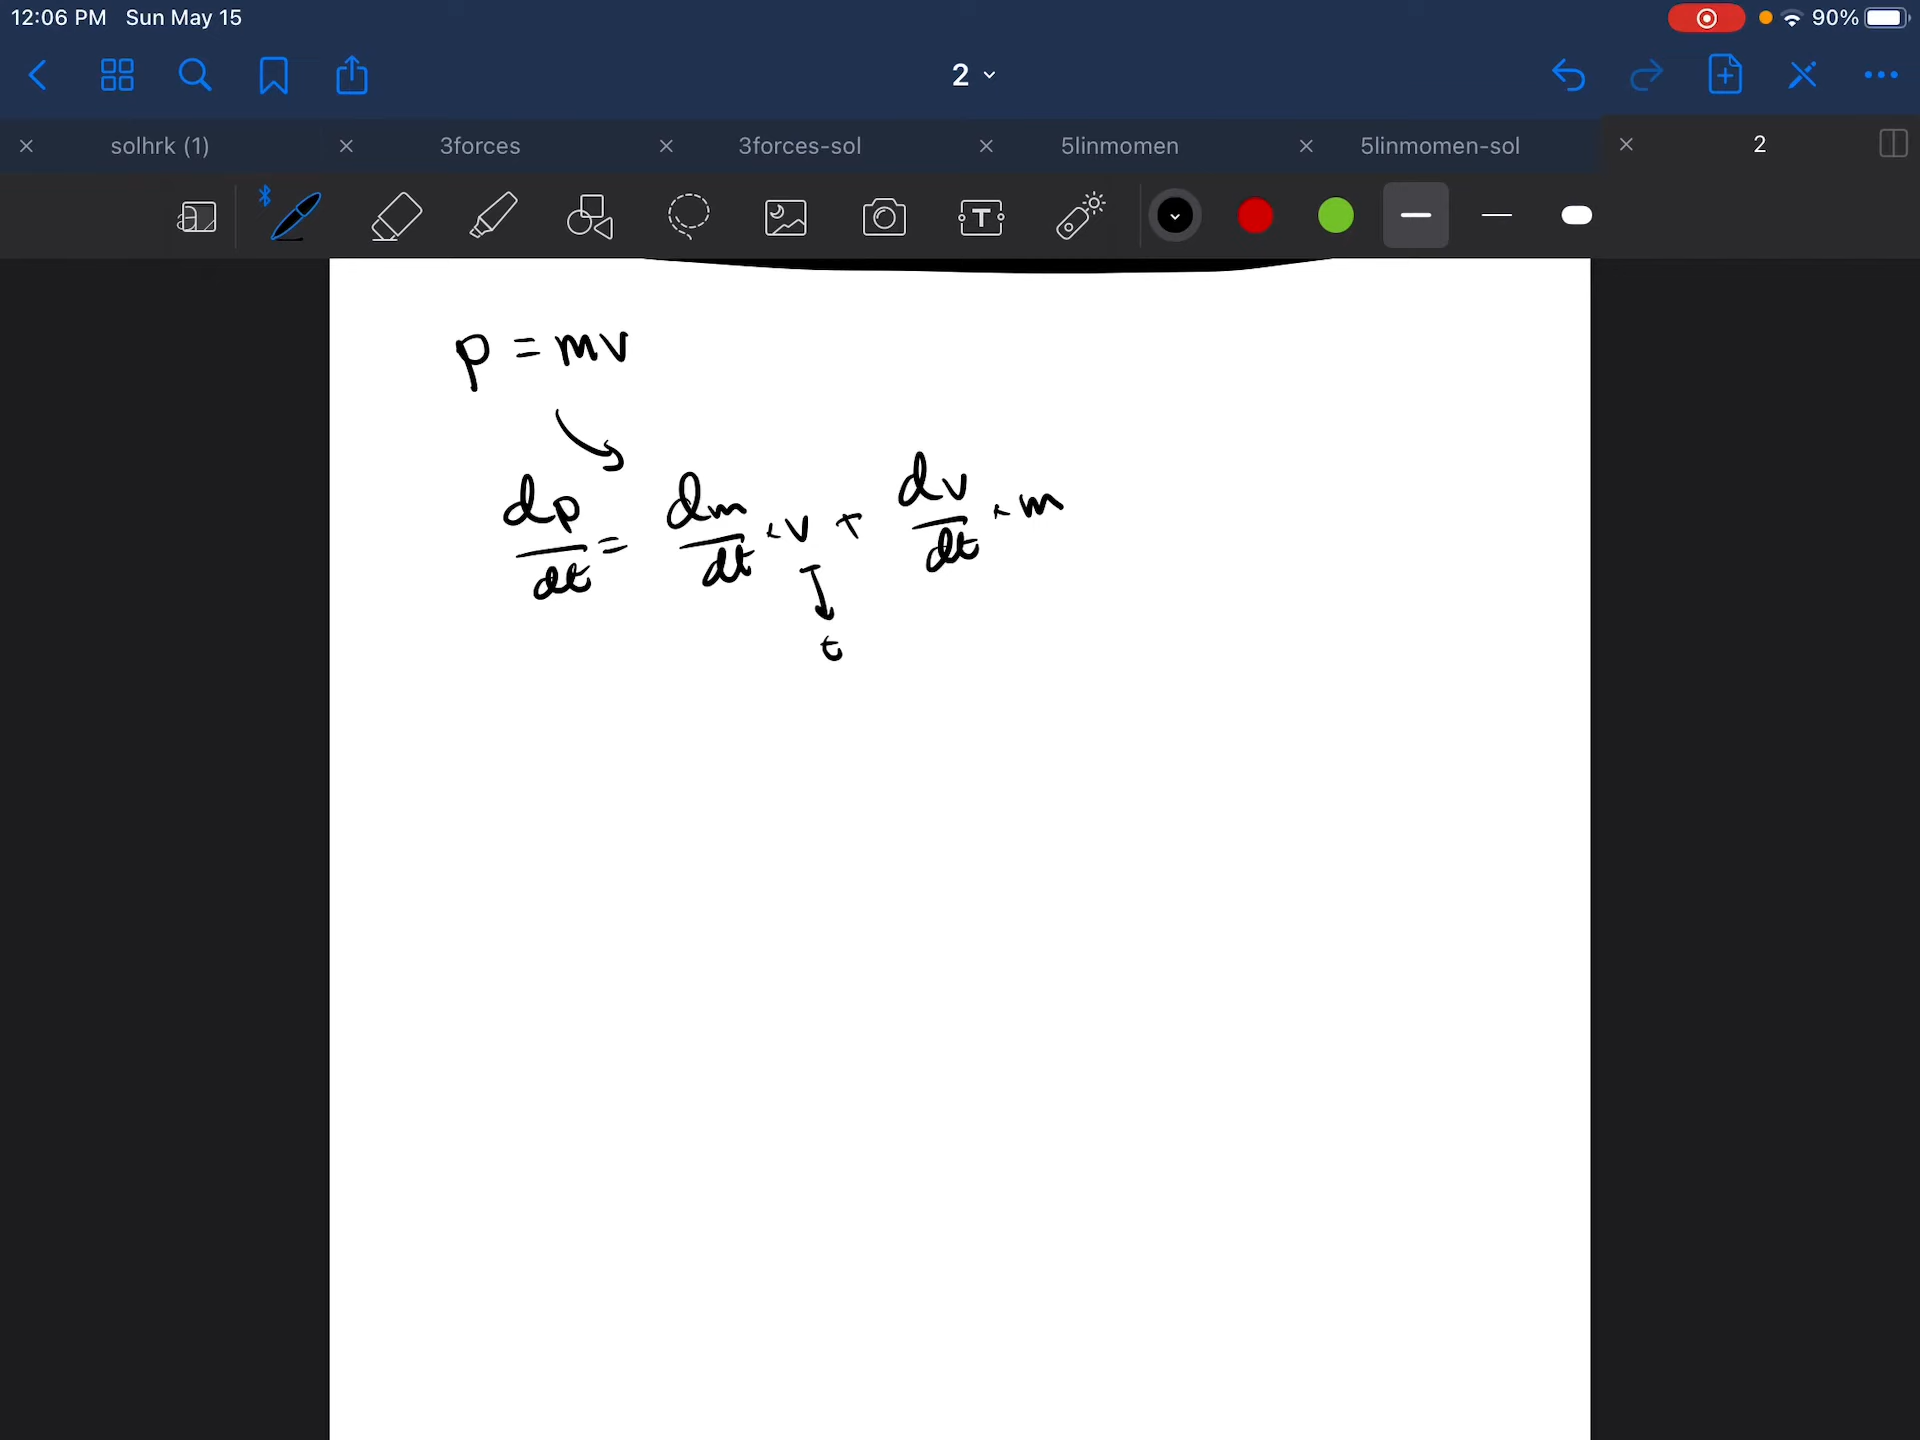 12:06 PM Sun May 15 90%
2
solhrk (1) 3forces 3forces-sol 5linmomen 5linmomen-sol 2
p = mv
dp/dt = dm/dt · v + dv/dt · m
t